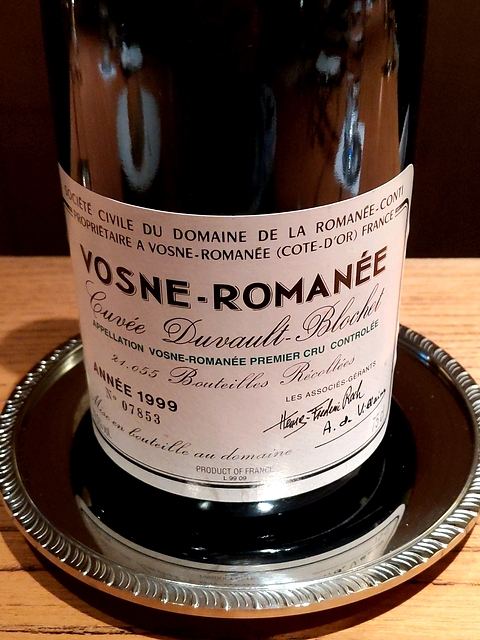 SOCIÉTÉ CIVILE DU DOMAINE DE LA ROMANÉE-CONTI
PROPRIÉTAIRE A VOSNE-ROMANÉE (COTE-D'OR) FRANCE
VOSNE-ROMANÉE
Cuvée Duvault-Blochet
APPELLATION VOSNE-ROMANÉE PREMIER CRU CONTROLÉE
21.055 Bouteilles Récoltées
LES ASSOCIÉS-GÉRANTS
ANNÉE 1999
N° 07853
Mise en bouteille au domaine
PRODUCT OF FRANCE
L 99 09